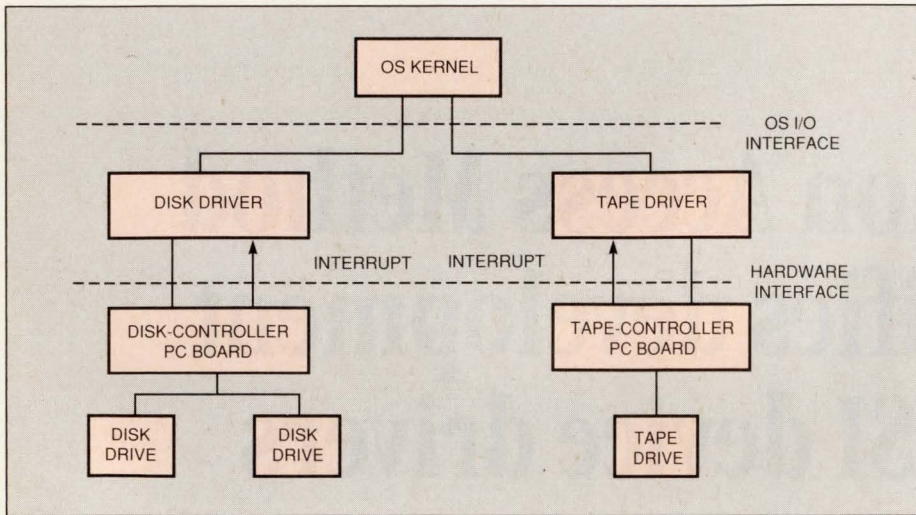 OS KERNEL
OS I/O
INTERFACE
DISK DRIVER
TAPE DRIVER
INTERRUPT
INTERRUPT
HARDWARE
INTERFACE
DISK-CONTROLLER
PC BOARD
TAPE-CONTROLLER
PC BOARD
DISK
DRIVE
DISK
DRIVE
TAPE
DRIVE